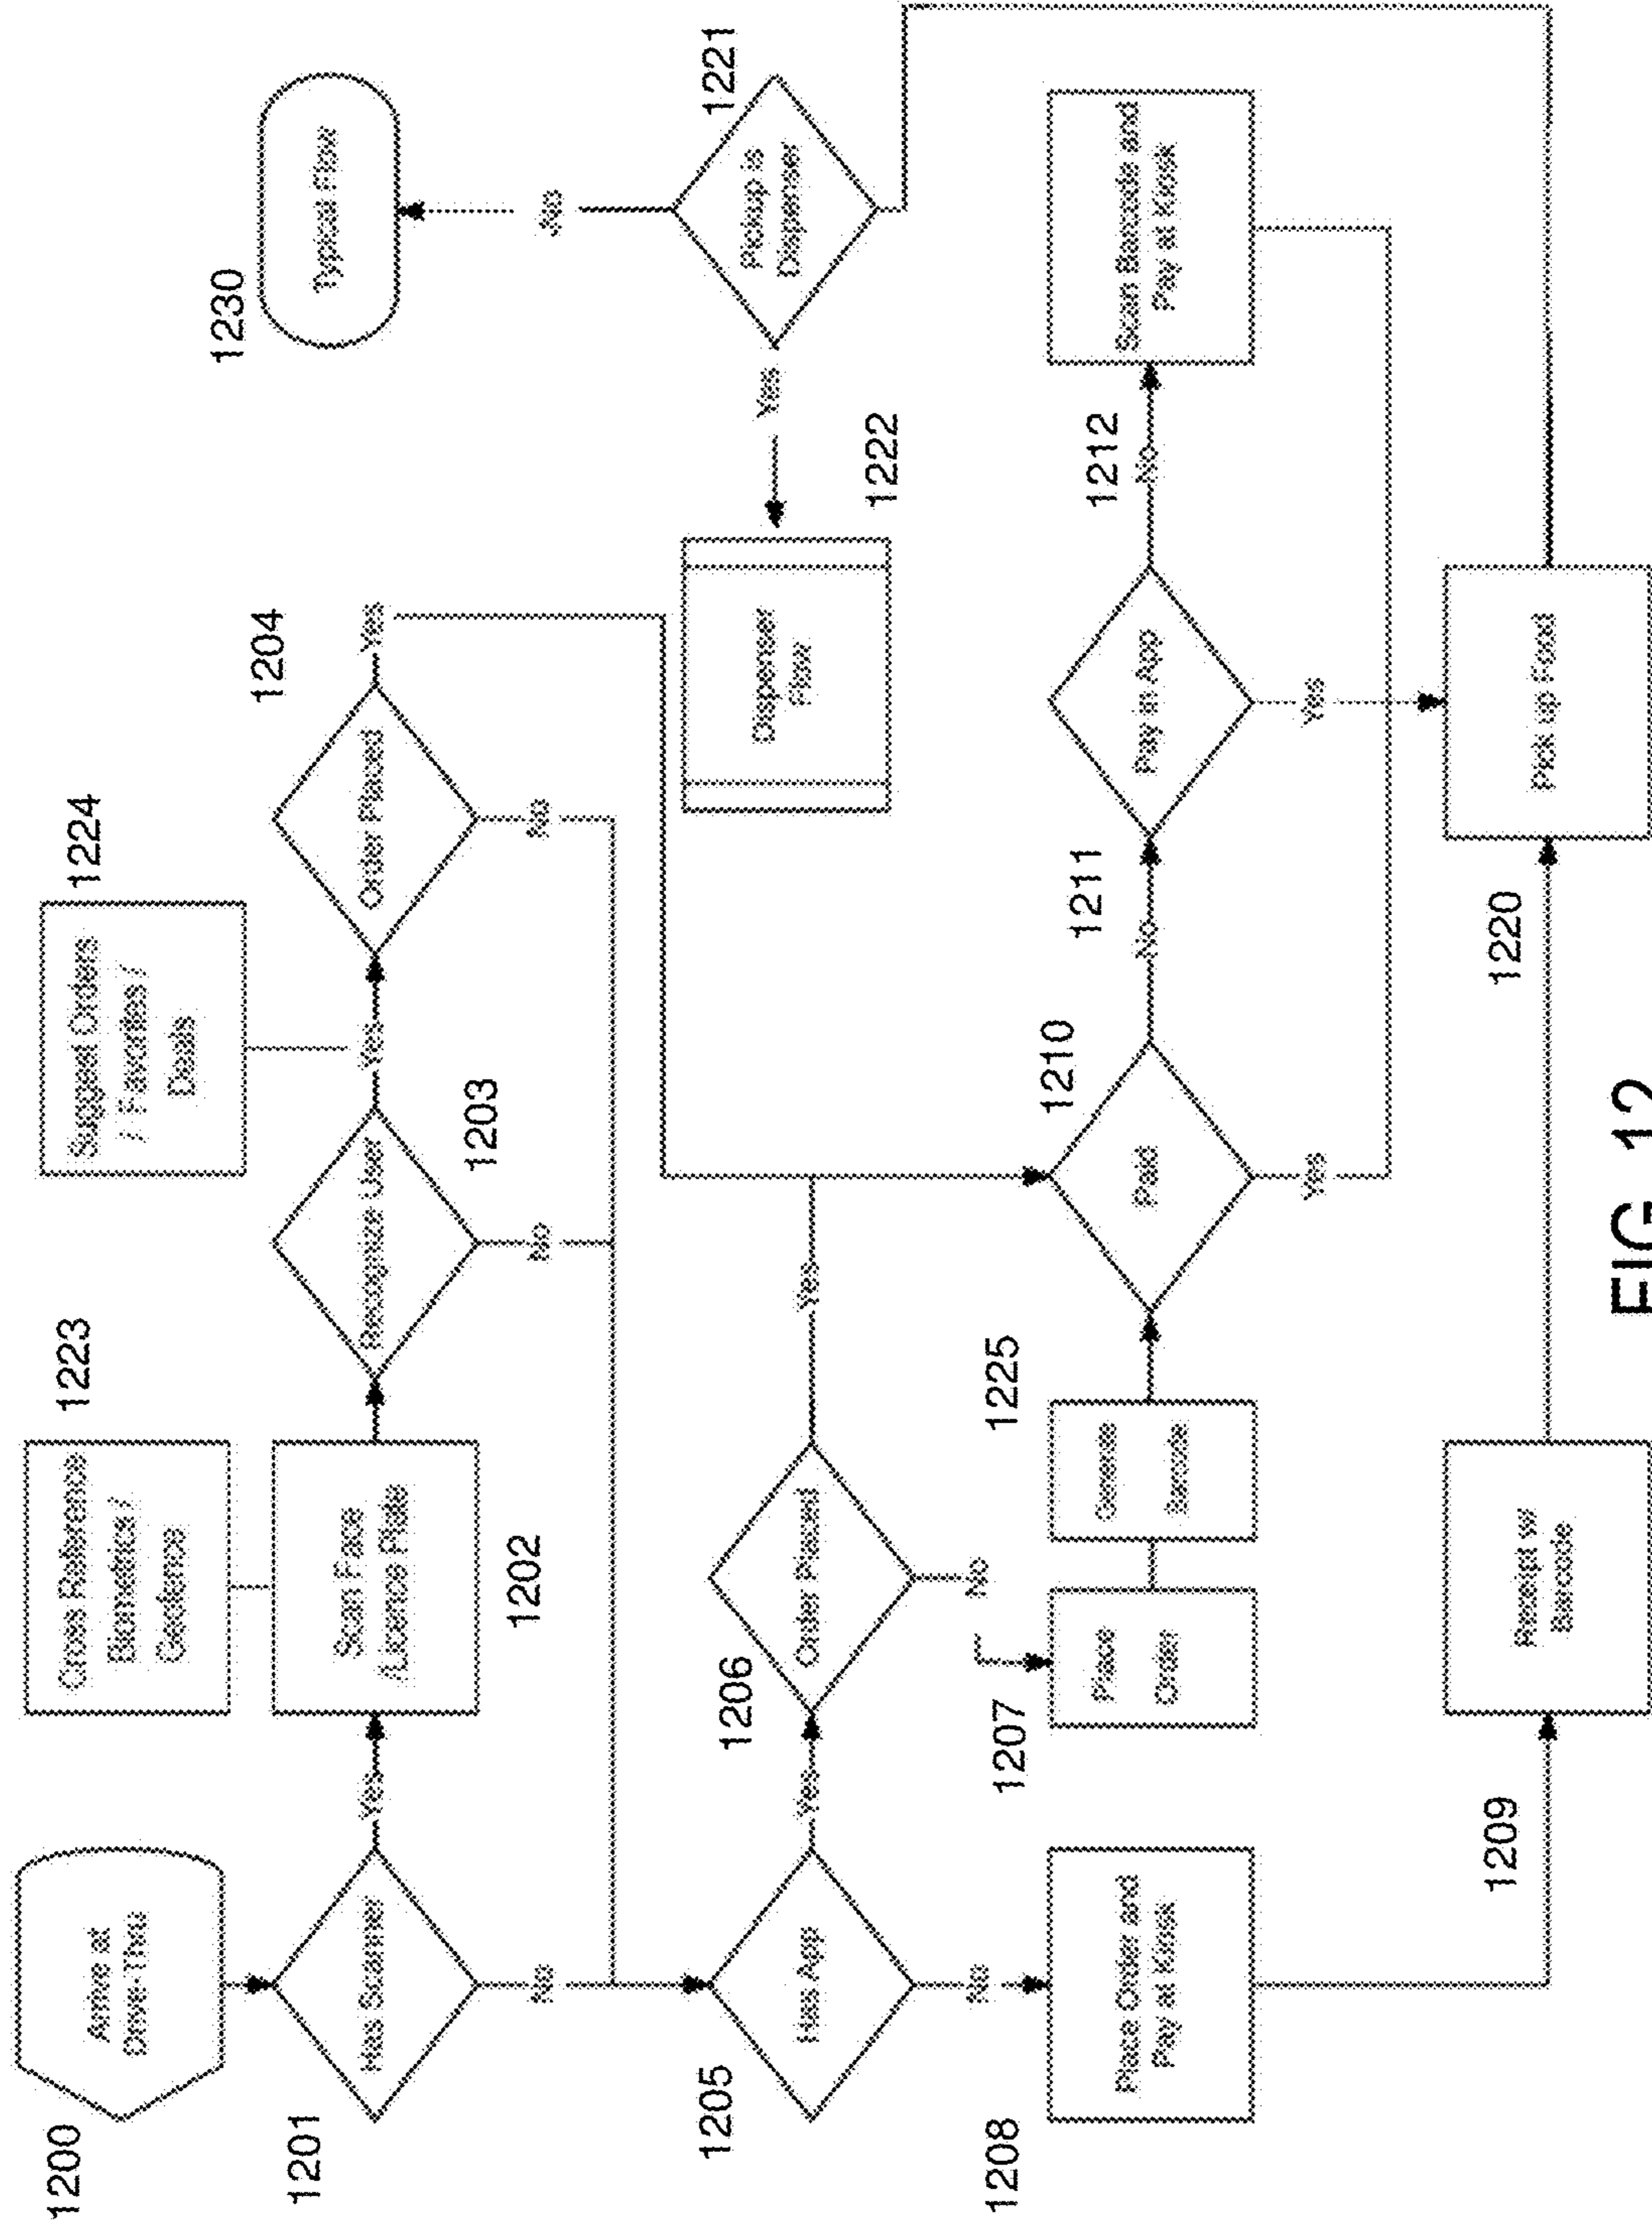 1200
Arrive at
Drive-Thru
1223
Cross Reference
Biometrics /
Geofence
Suggest Orders
/ Favorites /
Deals
1224
1230
Typical Flow
1201
Has Scanner
Yes
Scan Face
/Licence Plate
1202
Recognize User
1203
Yes
Order Placed
1204
Yes
No
No
No
No
1221
Pickup is
Dispenser
Yes
Dispenser
Flow
1222
1205
Has App
Yes
1206
Order Placed
Yes
No
No
1207
Place
Order
1225
Generate
Barcode
1210
Paid
No
1211
Pay in App
No
1212
Scan Barcode and
Pay at Kiosk
Yes
Yes
1208
Place Order and
Pay at Kiosk
1209
Receipt w/
Barcode
1220
Pick up Food
FIG. 12